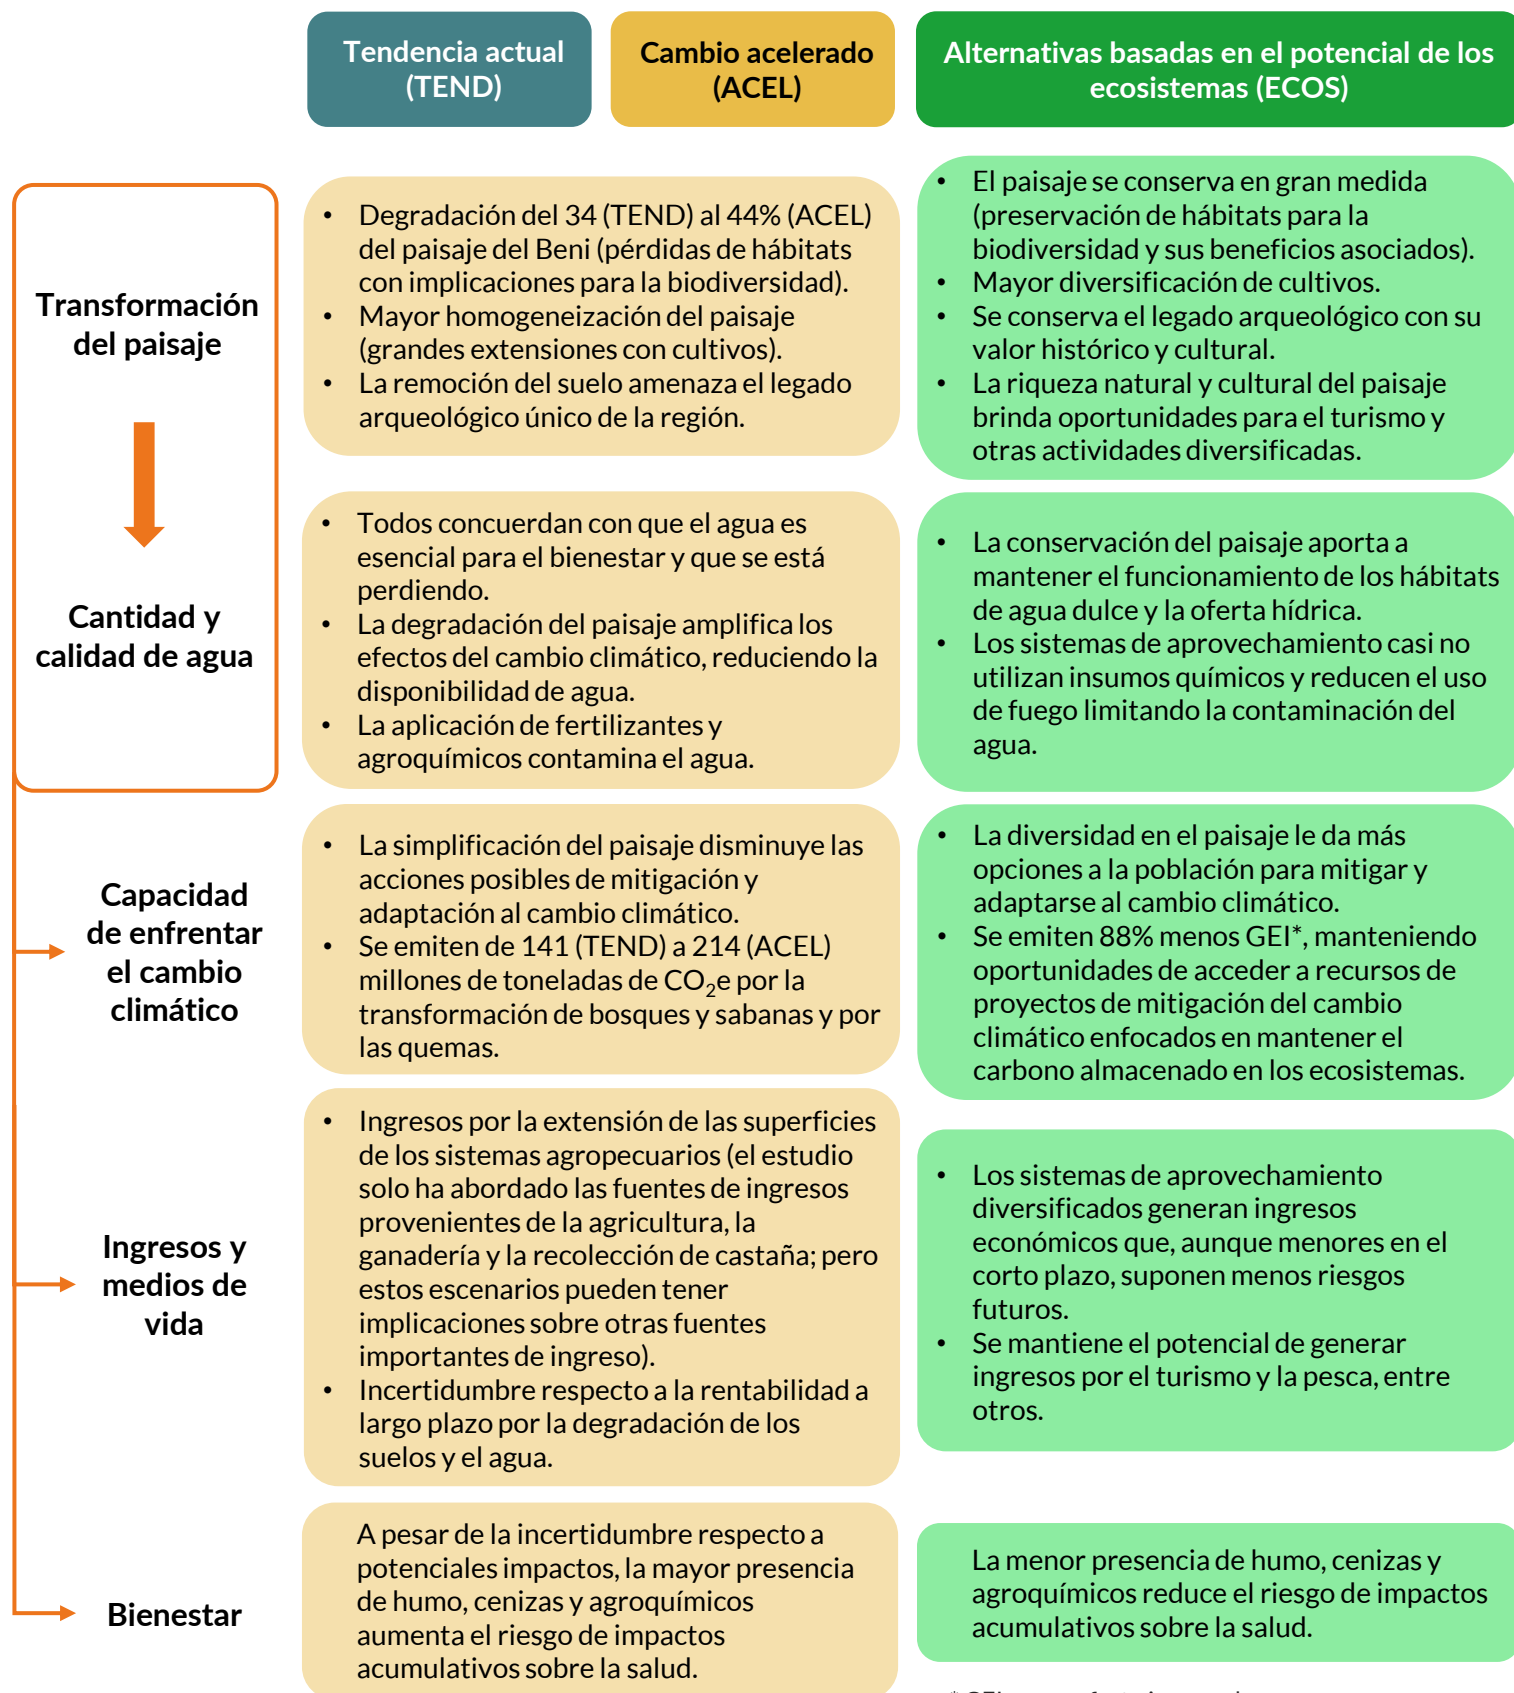 Tendencia actual
(TEND)
Cambio acelerado
(ACEL)
Alternativas basadas en el potencial de los
ecosistemas (ECOS)
Transformación
del paisaje
• Degradación del 34 (TEND) al 44% (ACEL)
del paisaje del Beni (pérdidas de hábitats
con implicaciones para la biodiversidad).
• Mayor homogeneización del paisaje
(grandes extensiones con cultivos).
• La remoción del suelo amenaza el legado
arqueológico único de la región.
• El paisaje se conserva en gran medida
(preservación de hábitats para la
biodiversidad y sus beneficios asociados).
• Mayor diversificación de cultivos.
• Se conserva el legado arqueológico con su
valor histórico y cultural.
• La riqueza natural y cultural del paisaje
brinda oportunidades para el turismo y
otras actividades diversificadas.
Cantidad y
calidad de agua
• Todos concuerdan con que el agua es
esencial para el bienestar y que se está
perdiendo.
• La degradación del paisaje amplifica los
efectos del cambio climático, reduciendo la
disponibilidad de agua.
• La aplicación de fertilizantes y
agroquímicos contamina el agua.
• La conservación del paisaje aporta a
mantener el funcionamiento de los hábitats
de agua dulce y la oferta hídrica.
• Los sistemas de aprovechamiento casi no
utilizan insumos químicos y reducen el uso
de fuego limitando la contaminación del
agua.
Capacidad
de enfrentar
el cambio
climático
• La simplificación del paisaje disminuye las
acciones posibles de mitigación y
adaptación al cambio climático.
• Se emiten de 141 (TEND) a 214 (ACEL)
millones de toneladas de CO₂e por la
transformación de bosques y sabanas y por
las quemas.
• La diversidad en el paisaje le da más
opciones a la población para mitigar y
adaptarse al cambio climático.
• Se emiten 88% menos GEI*, manteniendo
oportunidades de acceder a recursos de
proyectos de mitigación del cambio
climático enfocados en mantener el
carbono almacenado en los ecosistemas.
Ingresos y
medios de
vida
• Ingresos por la extensión de las superficies
de los sistemas agropecuarios (el estudio
solo ha abordado las fuentes de ingresos
provenientes de la agricultura, la
ganadería y la recolección de castaña; pero
estos escenarios pueden tener
implicaciones sobre otras fuentes
importantes de ingreso).
• Incertidumbre respecto a la rentabilidad a
largo plazo por la degradación de los
suelos y el agua.
• Los sistemas de aprovechamiento
diversificados generan ingresos
económicos que, aunque menores en el
corto plazo, suponen menos riesgos
futuros.
• Se mantiene el potencial de generar
ingresos por el turismo y la pesca, entre
otros.
Bienestar
A pesar de la incertidumbre respecto a
potenciales impactos, la mayor presencia
de humo, cenizas y agroquímicos
aumenta el riesgo de impactos
acumulativos sobre la salud.
La menor presencia de humo, cenizas y
agroquímicos reduce el riesgo de impactos
acumulativos sobre la salud.